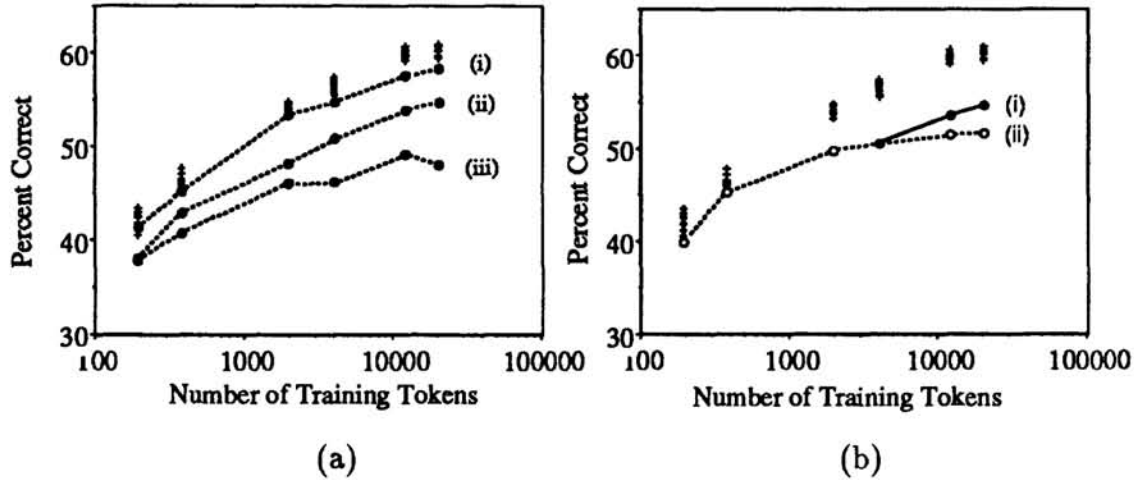 60
50
40
30
Percent Correct
(i)
(ii)
(iii)
100
1000
10000
100000
Number of Training Tokens
(a)
60
50
40
30
Percent Correct
(i)
(ii)
100
1000
10000
100000
Number of Training Tokens
(b)